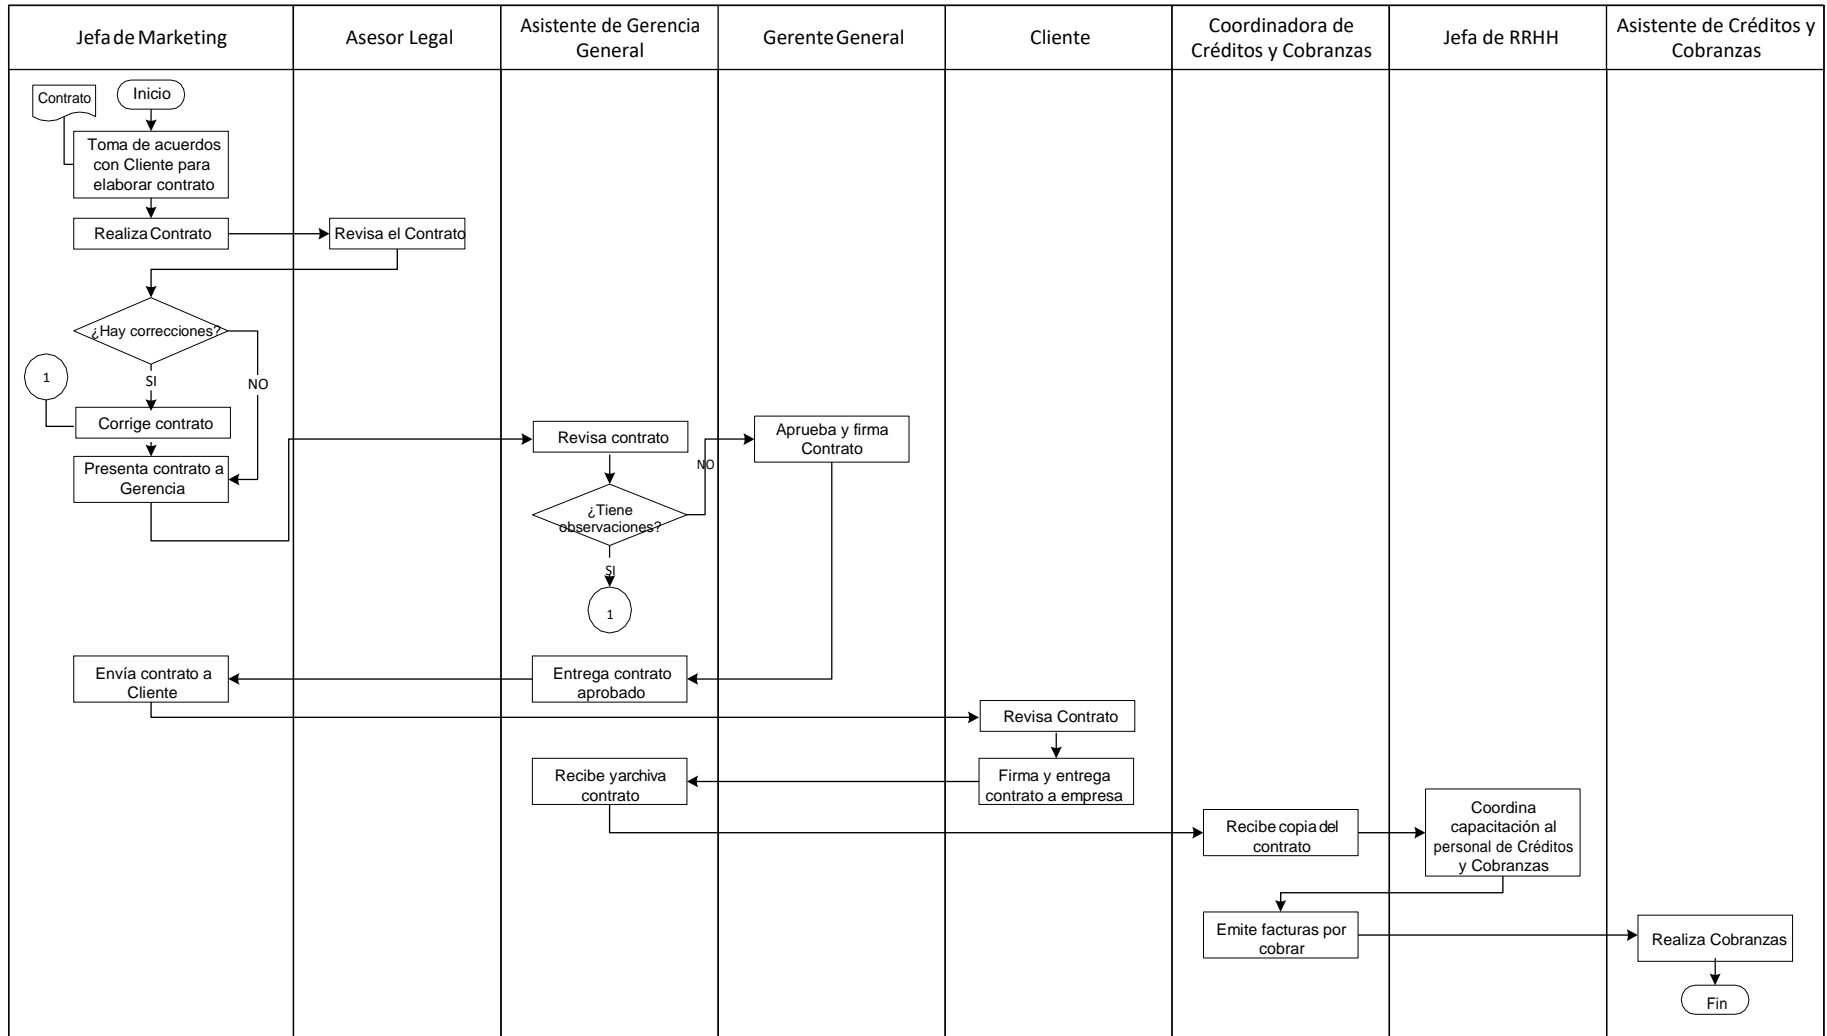 Jefa de Marketing
Asesor Legal
Asistente de Gerencia
General
Gerente General
Cliente
Coordinadora de
Créditos y Cobranzas
Jefa de RRHH
Asistente de Créditos y
Cobranzas
Contrato
Inicio
Toma de acuerdos
con Cliente para
elaborar contrato
Realiza Contrato
Revisa el Contrato
¿Hay correcciones?
1
SI
NO
Corrige contrato
Presenta contrato a
Gerencia
Revisa contrato
NO
Aprueba y firma
Contrato
¿Tiene
observaciones?
SI
1
Envía contrato a
Cliente
Entrega contrato
aprobado
Revisa Contrato
Recibe yarchiva
contrato
Firma y entrega
contrato a empresa
Recibe copia del
contrato
Coordina
capacitación al
personal de Créditos
y Cobranzas
Emite facturas por
cobrar
Realiza Cobranzas
Fin